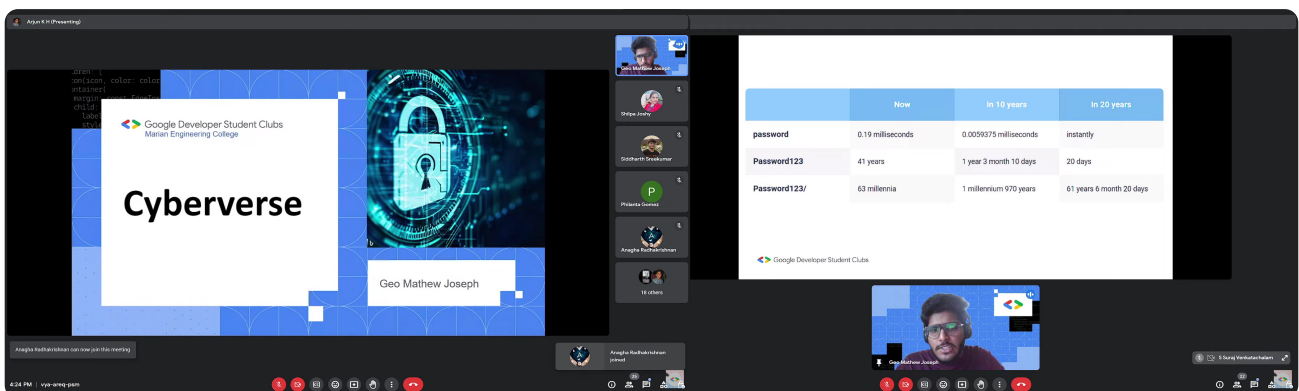 Arjun K H (Presenting)
Google Developer Student Clubs
Marian Engineering College
Cyberverse
Geo Mathew Joseph
Geo Mathew Joseph
Shilpa Joshy
Siddharth Sreekumar
P
Philanta Gomez
Anagha Radhakrishnan
18 others
Anagha Radhakrishnan can now join this meeting
Anagha Radhakrishnan
joined
4:24 PM | vya-areq-psm
25
Now In 10 years In 20 years
password 0.19 milliseconds 0.0059375 milliseconds instantly
Password123 41 years 1 year 3 month 10 days 20 days
Password123/ 63 millennia 1 millennium 970 years 61 years 6 month 20 days
Google Developer Student Clubs
Geo Mathew Joseph
S Suraj Venkatachalam
22